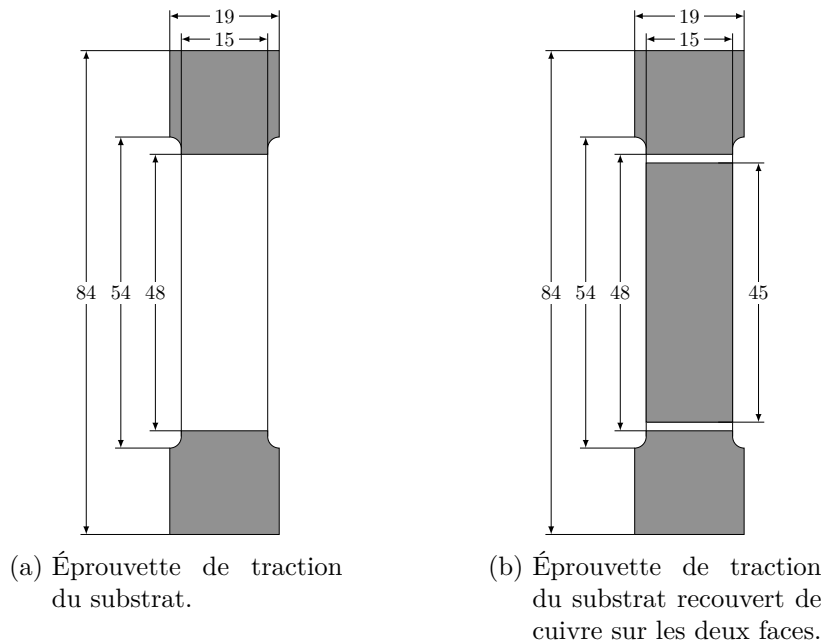 19
15
84
54
48
(a) Éprouvette de traction
du substrat.
19
15
84
54
48
45
(b) Éprouvette de traction
du substrat recouvert de
cuivre sur les deux faces.